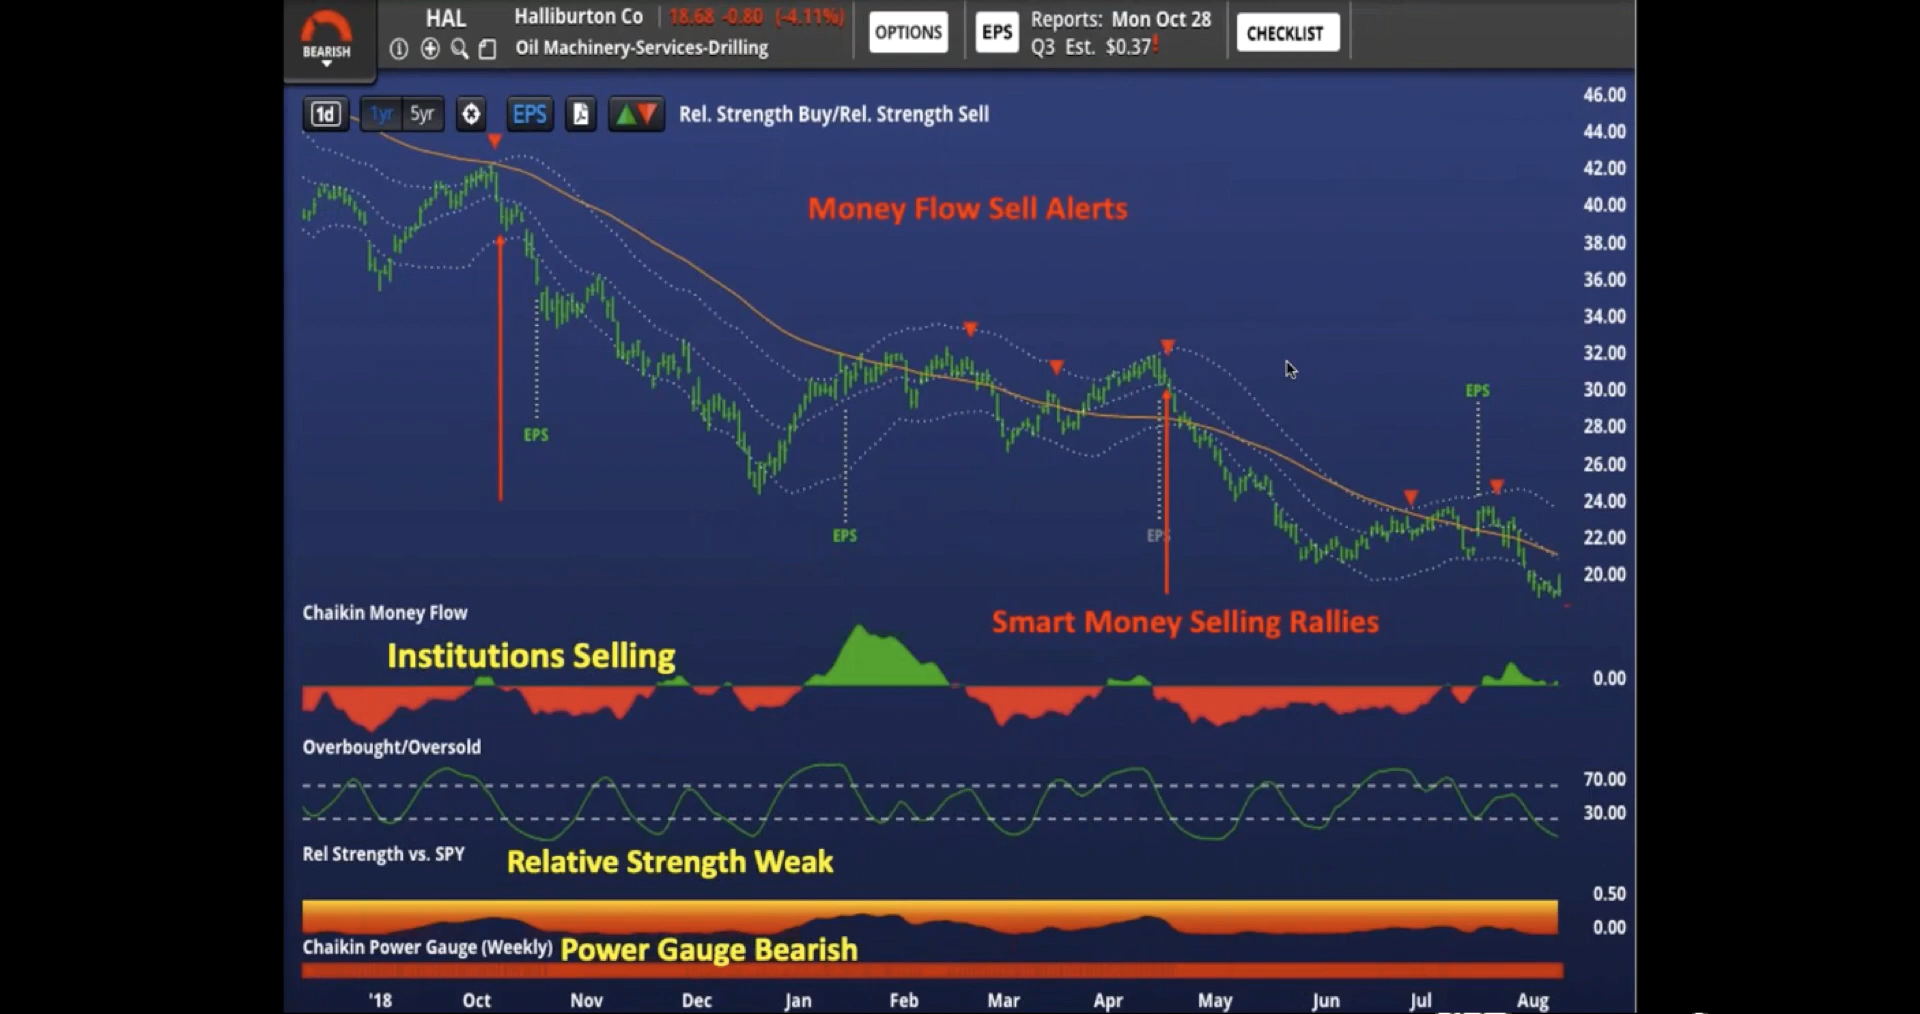 BEARISH
HAL
Halliburton Co 18.68 -0.80 (-4.11%)
Oil Machinery-Services-Drilling
OPTIONS
EPS
Reports: Mon Oct 28
Q3 Est. $0.37!
CHECKLIST
1d
1yr
5yr
EPS
Rel. Strength Buy/Rel. Strength Sell
46.00
44.00
42.00
40.00
38.00
36.00
34.00
32.00
30.00
28.00
26.00
24.00
22.00
20.00
Money Flow Sell Alerts
EPS
EPS
EPS
EPS
Smart Money Selling Rallies
Chaikin Money Flow
Institutions Selling
0.00
Overbought/Oversold
70.00
30.00
Rel Strength vs. SPY
Relative Strength Weak
0.50
0.00
Chaikin Power Gauge (Weekly)
Power Gauge Bearish
'18 Oct Nov Dec Jan Feb Mar Apr May Jun Jul Aug